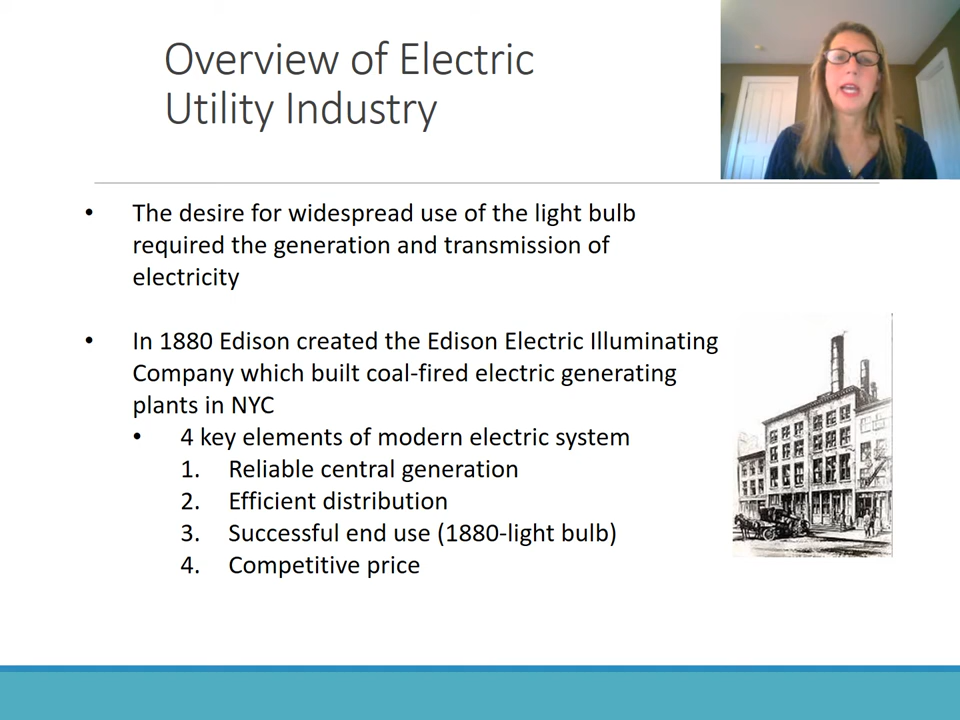 Overview of Electric
Utility Industry
• The desire for widespread use of the light bulb
required the generation and transmission of
electricity
• In 1880 Edison created the Edison Electric Illuminating
Company which built coal-fired electric generating
plants in NYC
• 4 key elements of modern electric system
1. Reliable central generation
2. Efficient distribution
3. Successful end use (1880-light bulb)
4. Competitive price